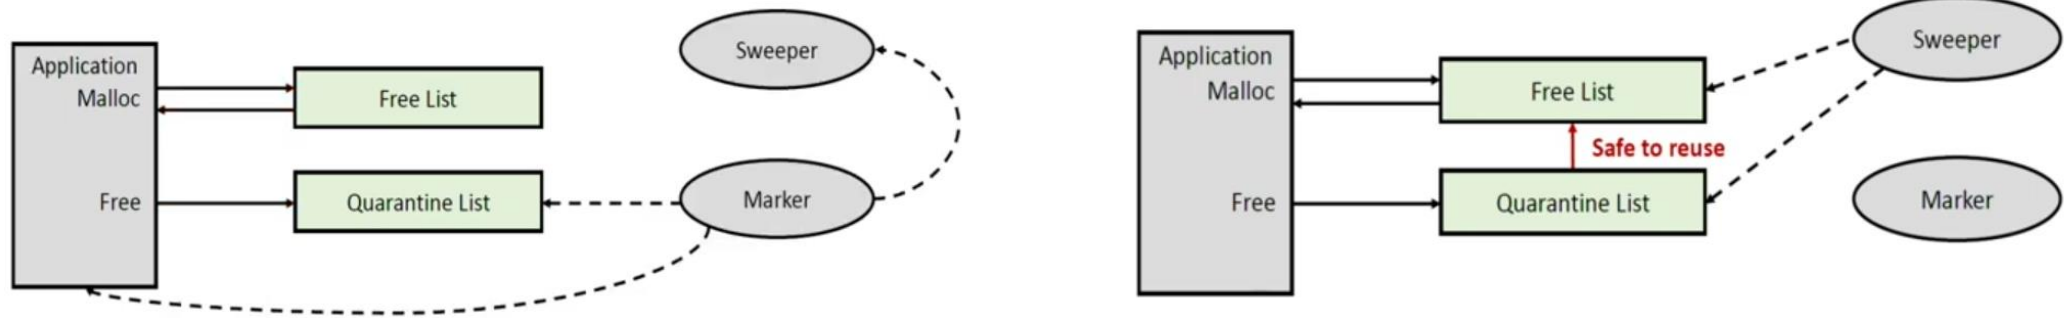 Application
Malloc
Free
Free List
Quarantine List
Sweeper
Marker
Application
Malloc
Free
Free List
Safe to reuse
Quarantine List
Sweeper
Marker